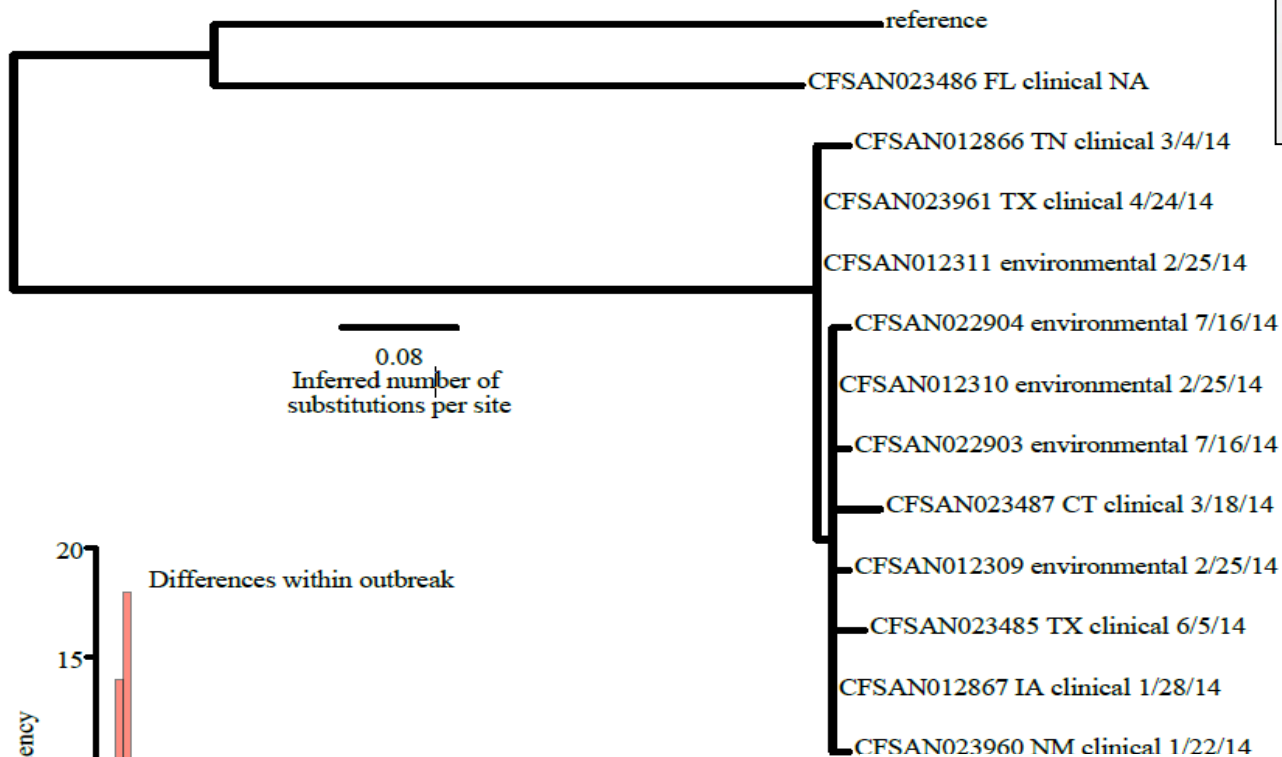 reference
CFSAN023486 FL clinical NA
CFSAN012866 TN clinical 3/4/14
CFSAN023961 TX clinical 4/24/14
CFSAN012311 environmental 2/25/14
CFSAN022904 environmental 7/16/14
0.08
Inferred number of
substitutions per site
CFSAN012310 environmental 2/25/14
CFSAN022903 environmental 7/16/14
CFSAN023487 CT clinical 3/18/14
CFSAN012309 environmental 2/25/14
CFSAN023485 TX clinical 6/5/14
CFSAN012867 IA clinical 1/28/14
CFSAN023960 NM clinical 1/22/14
20
Differences within outbreak
15
ency